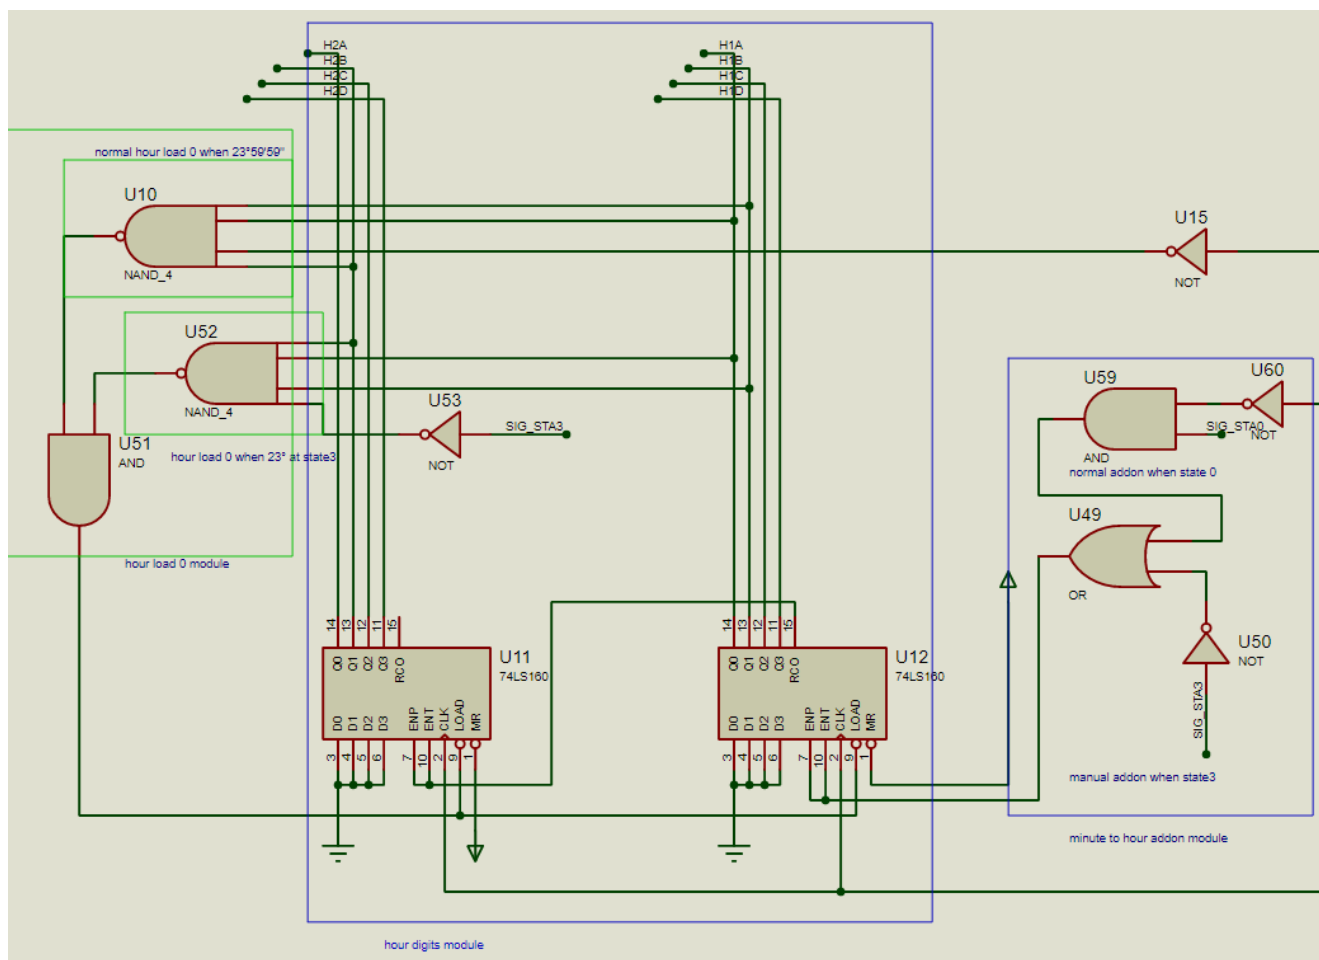 H2A
H2B
H2C
H2D
H1A
H1B
H1C
H1D
normal hour load 0 when 23°59'59"
U10
NAND_4
U15
NOT
U52
NAND_4
U53
SIG_STA3
NOT
U51
AND
hour load 0 when 23° at state3
hour load 0 module
U60
NOT
U59
SIG_STA0
AND
normal addon when state 0
U49
OR
U50
NOT
SIG_STA3
manual addon when state3
minute to hour addon module
14
13
12
11
15
Q0
Q1
Q2
Q3
RCO
U11
74LS160
D0
D1
D2
D3
ENP
ENT
CLK
LOAD
MR
3
4
5
6
7
10
2
9
1
14
13
12
11
15
Q0
Q1
Q2
Q3
RCO
U12
74LS160
D0
D1
D2
D3
ENP
ENT
CLK
LOAD
MR
3
4
5
6
7
10
2
9
1
hour digits module